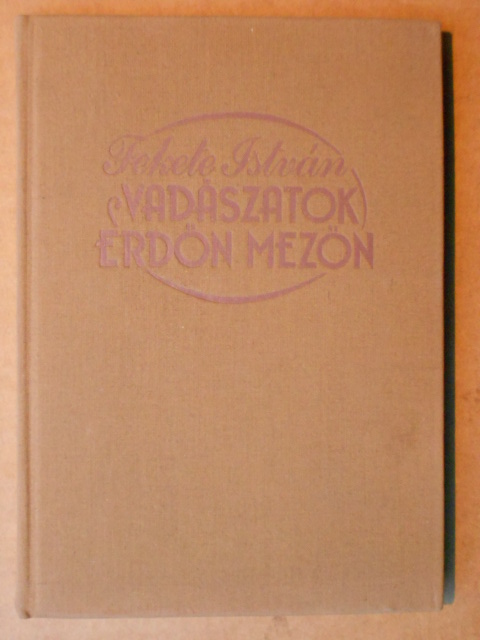 Fekete István
VADÁSZATOK
ERDŐN MEZŐN